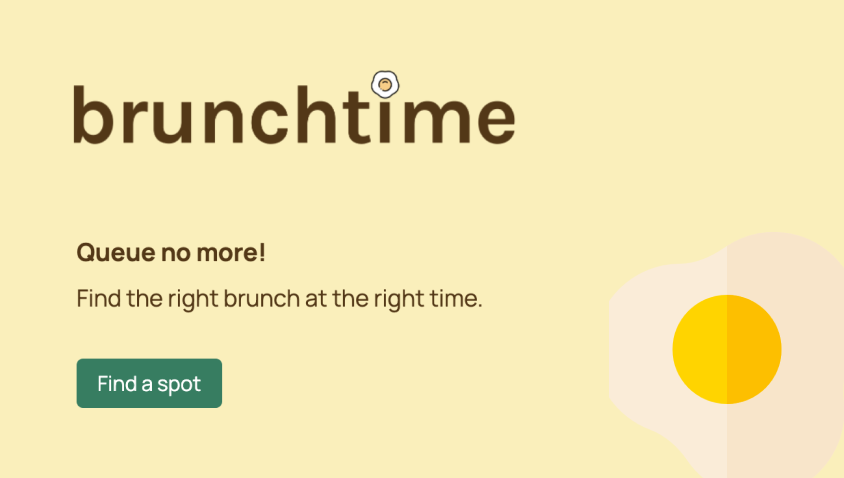 brunchtime
Queue no more!
Find the right brunch at the right time.
Find a spot